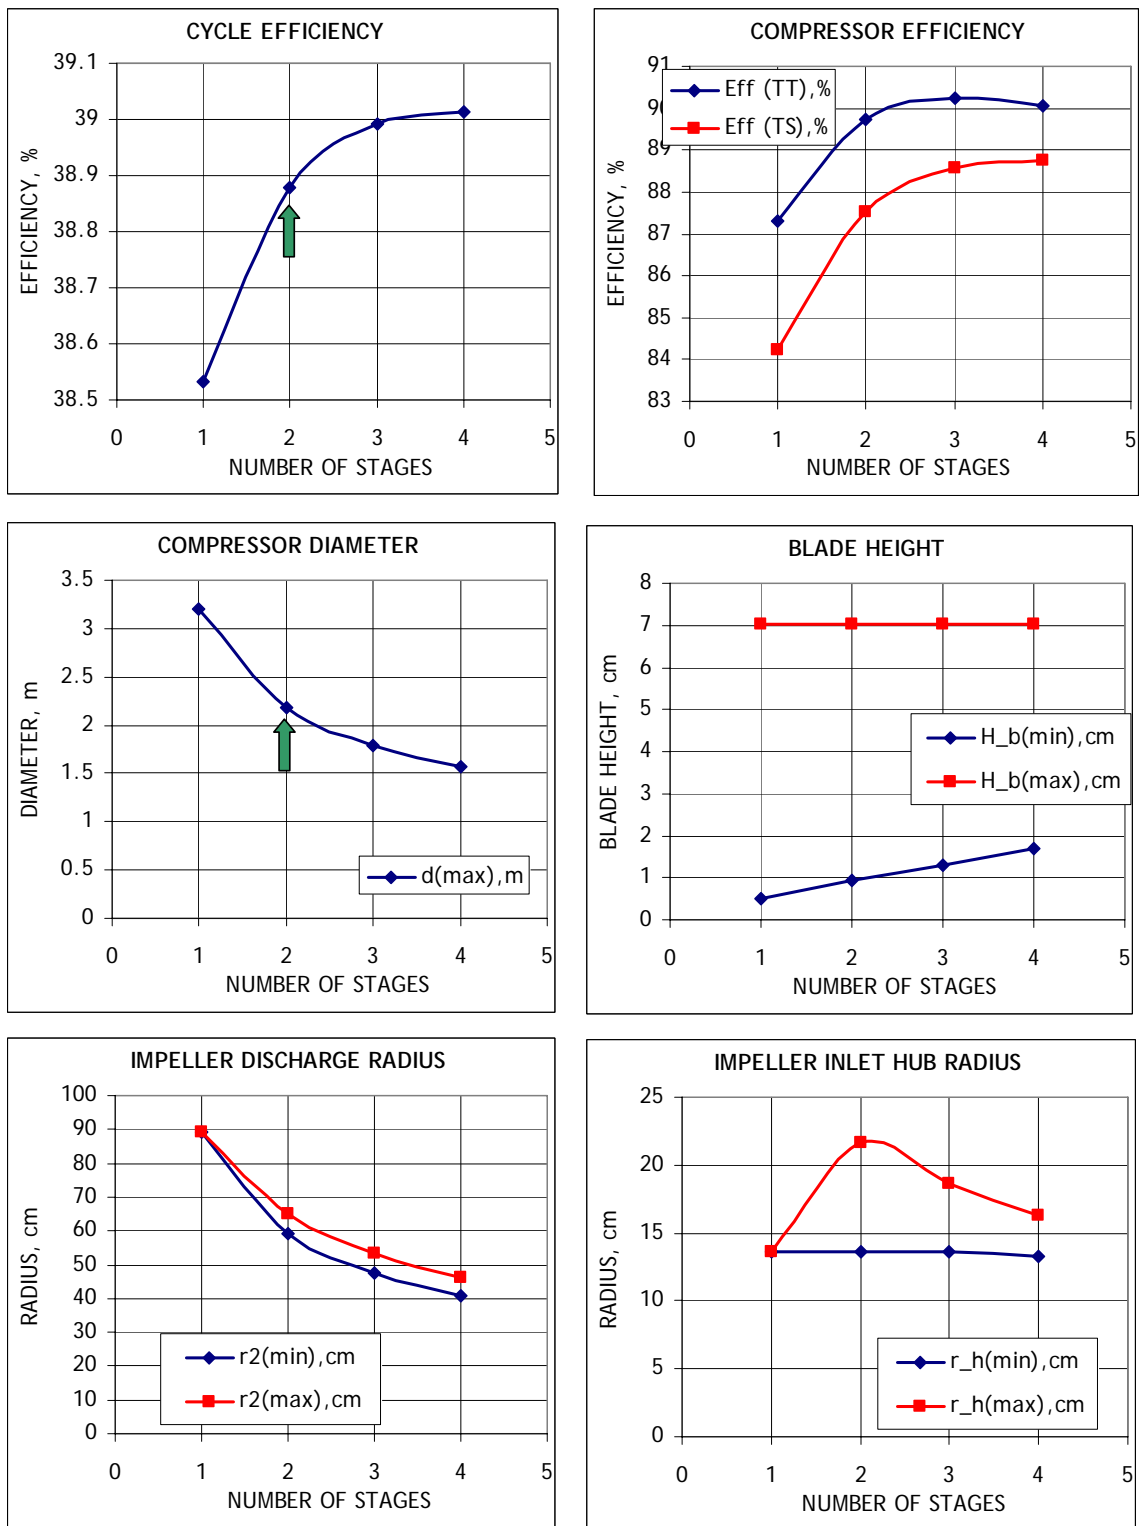 CYCLE EFFICIENCY
39.1
39
38.9
38.8
38.7
38.6
38.5
EFFICIENCY, %
0 1 2 3 4 5
NUMBER OF STAGES
COMPRESSOR EFFICIENCY
91
90
89
88
87
86
85
84
83
Eff (TT),%
Eff (TS),%
EFFICIENCY, %
0 1 2 3 4 5
NUMBER OF STAGES
COMPRESSOR DIAMETER
3.5
3
2.5
2
1.5
1
0.5
0
DIAMETER, m
d(max),m
0 1 2 3 4 5
NUMBER OF STAGES
BLADE HEIGHT
8
7
6
5
4
3
2
1
0
BLADE HEIGHT, cm
H_b(min),cm
H_b(max),cm
0 1 2 3 4 5
NUMBER OF STAGES
IMPELLER DISCHARGE RADIUS
100
90
80
70
60
50
40
30
20
10
0
RADIUS, cm
r2(min),cm
r2(max),cm
0 1 2 3 4 5
NUMBER OF STAGES
IMPELLER INLET HUB RADIUS
25
20
15
10
5
0
RADIUS, cm
r_h(min),cm
r_h(max),cm
0 1 2 3 4 5
NUMBER OF STAGES